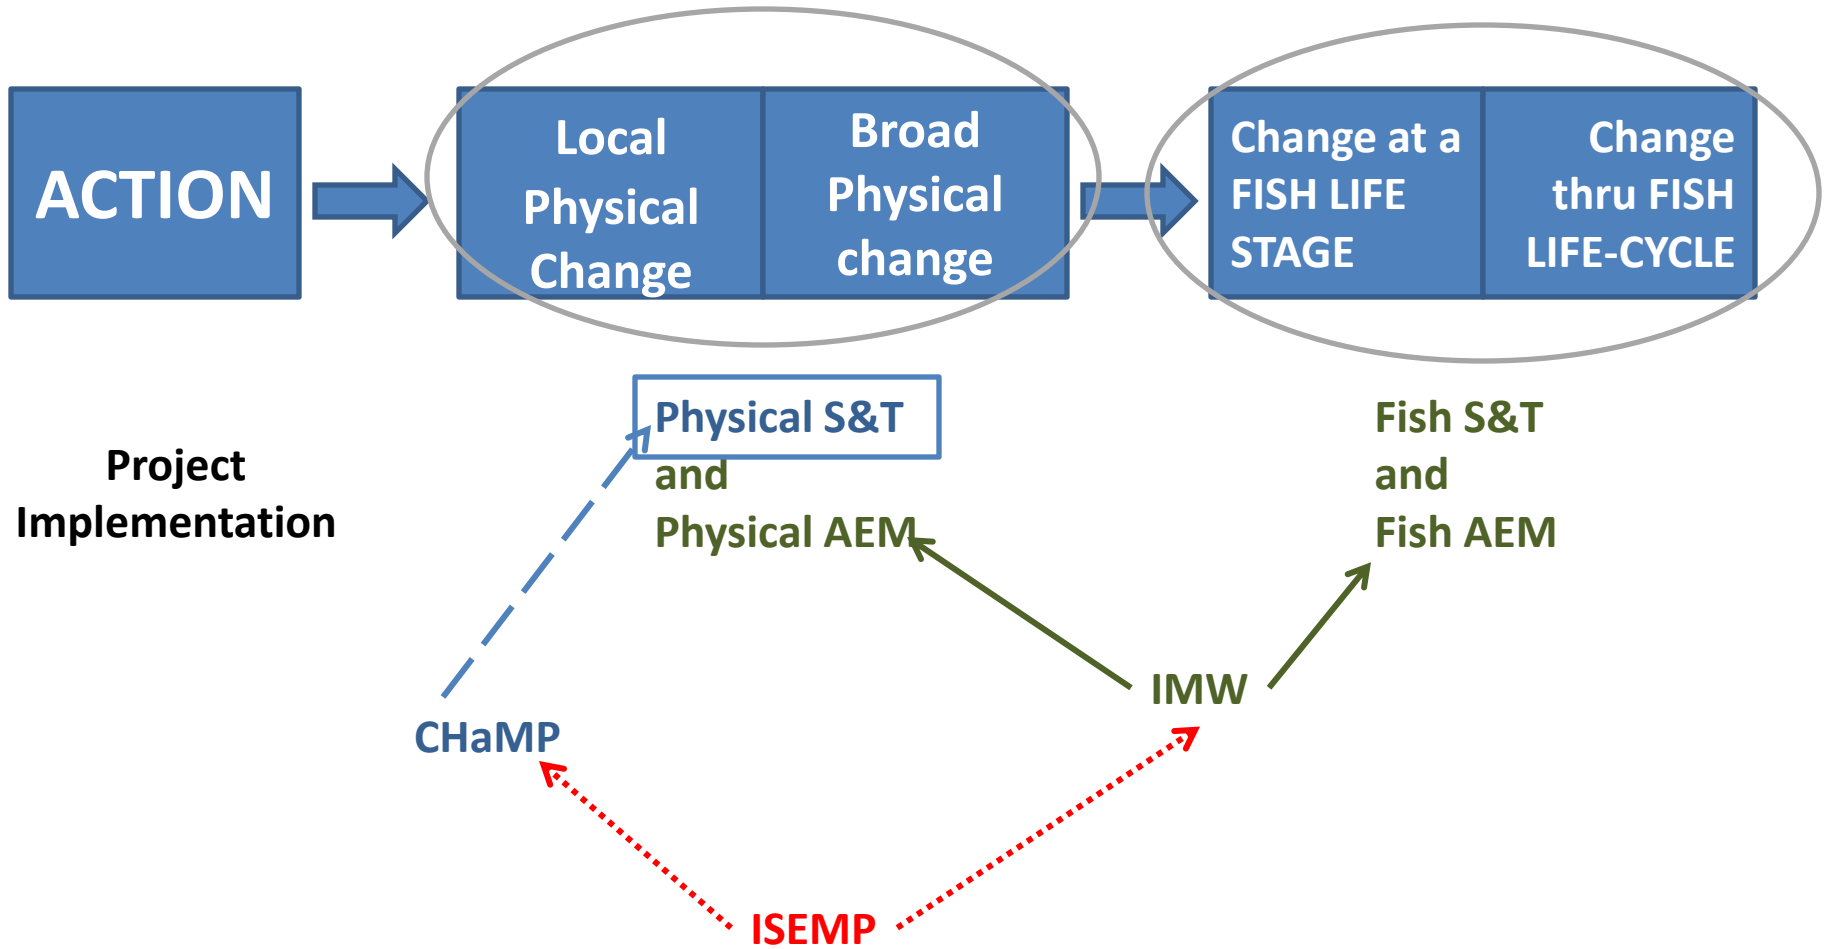 ACTION
Local
Physical
Change
Broad
Physical
change
Change at a
FISH LIFE
STAGE
Change
thru FISH
LIFE-CYCLE
Project
Implementation
Physical S&T
and
Physical AEM
Fish S&T
and
Fish AEM
IMW
CHaMP
ISEMP